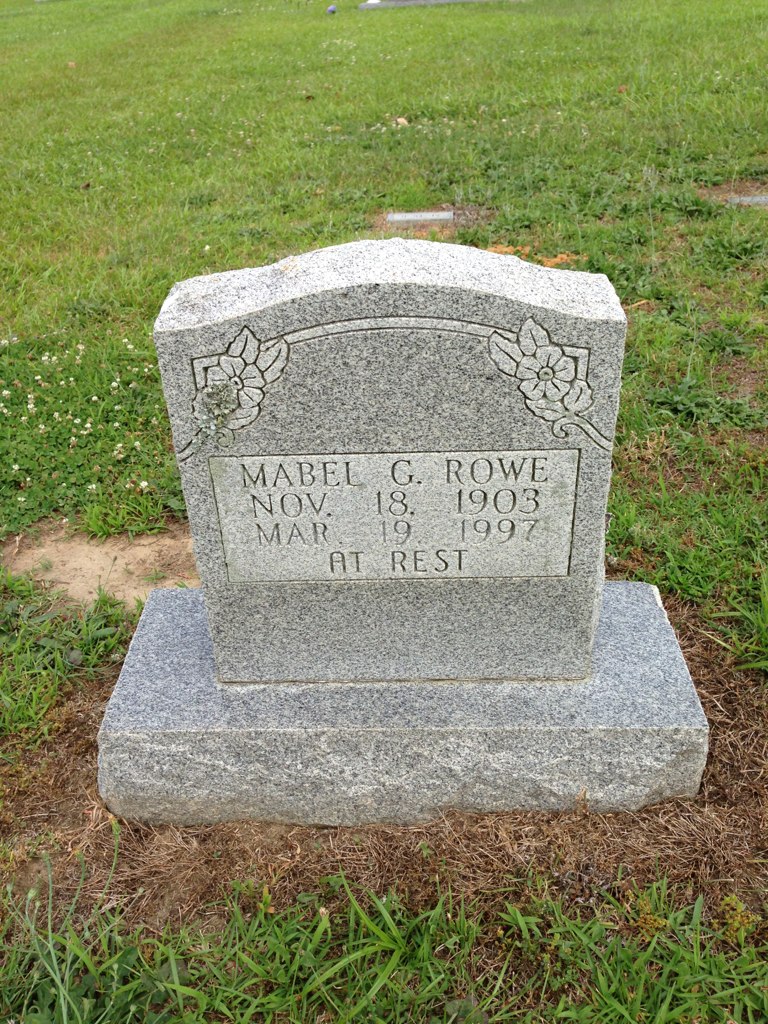 MABEL G. ROWE
NOV. 18. 1903
MAR 19 1997
AT REST